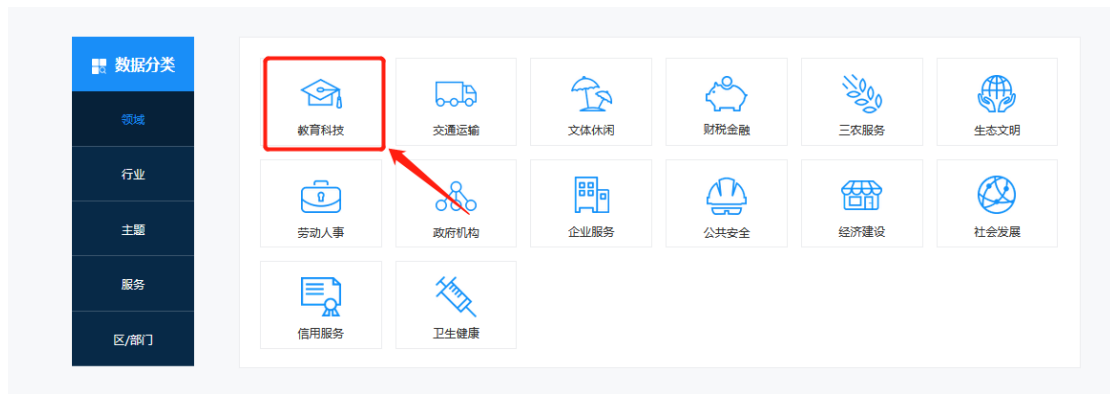 数据分类
领域
行业
主题
服务
区/部门
教育科技
交通运输
文体休闲
财税金融
三农服务
生态文明
劳动人事
政府机构
企业服务
公共安全
经济建设
社会发展
信用服务
卫生健康